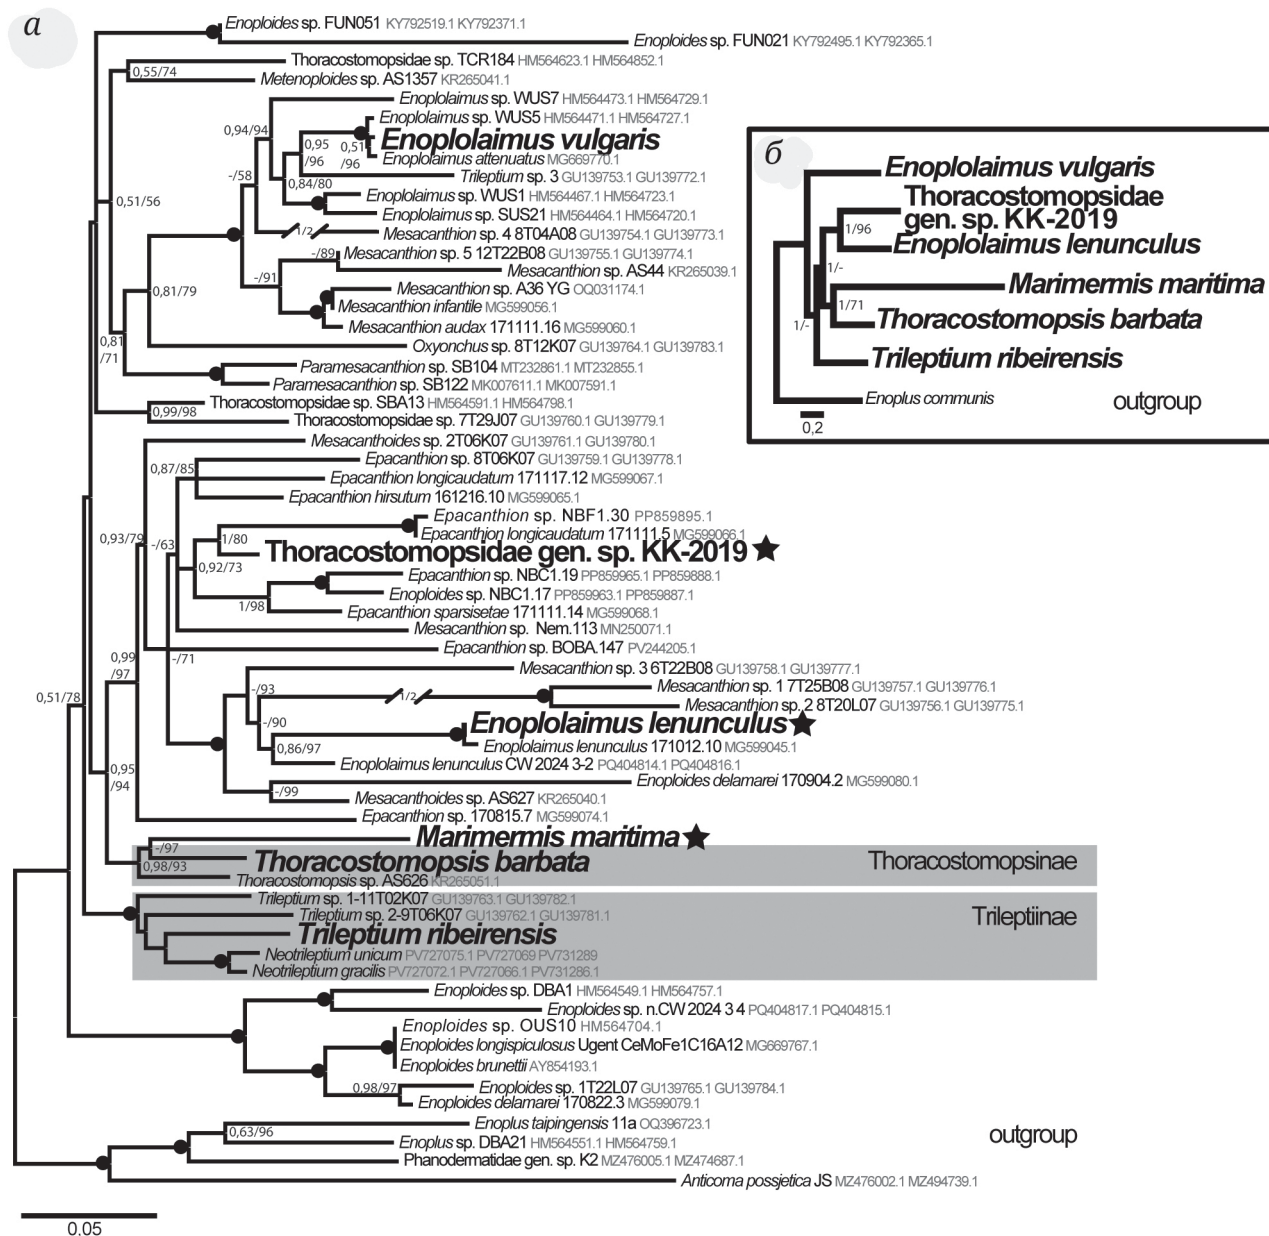 а
Enoploides sp. FUN051 KY792519.1 KY792371.1
Enoploides sp. FUN021 KY792495.1 KY792365.1
Thoracostomopsidae sp. TCR184 HM564623.1 HM564852.1
0,55/74
Metenoploides sp. AS1357 KR265041.1
Enoplolaimus sp. WUS7 HM564473.1 HM564729.1
Enoplolaimus sp. WUS5 HM564471.1 HM564727.1
0,94/94
Enoplolaimus vulgaris
0,95
/96
0,51
/96
Enoplolaimus attenuatus MG669770.1
-/58
Trileptium sp. 3 GU139753.1 GU139772.1
0,84/80
Enoplolaimus sp. WUS1 HM564467.1 HM564723.1
0,51/56
Enoplolaimus sp. SUS21 HM564464.1 HM564720.1
1/2
Mesacanthion sp. 4 8T04A08 GU139754.1 GU139773.1
-/89
Mesacanthion sp. 5 12T22B08 GU139755.1 GU139774.1
Mesacanthion sp. AS44 KR265039.1
-/91
0,81/79
Mesacanthion sp. A36 YG OQ031174.1
Mesacanthion infantile MG599056.1
Mesacanthion audax 171111.16 MG599060.1
0,81
/71
Oxyonchus sp. 8T12K07 GU139764.1 GU139783.1
Paramesacanthion sp. SB104 MT232861.1 MT232855.1
Paramesacanthion sp. SB122 MK007611.1 MK007591.1
Thoracostomopsidae sp. SBA13 HM564591.1 HM564798.1
0,99/98
Thoracostomopsidae sp. 7T29J07 GU139760.1 GU139779.1
Mesacanthoides sp. 2T06K07 GU139761.1 GU139780.1
Epacanthion sp. 8T06K07 GU139759.1 GU139778.1
0,87/85
Epacanthion longicaudatum 171117.12 MG599067.1
Epacanthion hirsutum 161216.10 MG599065.1
Epacanthion sp. NBF1.30 PP859895.1
Epacanthion longicaudatum 171111.5 MG599066.1
0,93/79
-/63
1/80
Thoracostomopsidae gen. sp. KK-2019
0,92/73
Epacanthion sp. NBC1.19 PP859965.1 PP859888.1
Enoploides sp. NBC1.17 PP859963.1 PP859887.1
1/98
Epacanthion sparsisetae 171111.14 MG599068.1
Mesacanthion sp. Nem.113 MN250071.1
Epacanthion sp. BOBA.147 PV244205.1
0,99
/97
-/71
Mesacanthion sp. 3 6T22B08 GU139758.1 GU139777.1
-/93
Mesacanthion sp. 1 7T25B08 GU139757.1 GU139776.1
0,51/78
1/2
Mesacanthion sp. 2 8T20L07 GU139756.1 GU139775.1
-/90
Enoplolaimus lenunculus
0,86/97
Enoplolaimus lenunculus 171012.10 MG599045.1
Enoplolaimus lenunculus CW 2024 3-2 PQ404814.1 PQ404816.1
0,95
/94
Enoploides delamarei 170904.2 MG599080.1
-/99
Mesacanthoides sp. AS627 KR265040.1
Epacanthion sp. 170815.7 MG599074.1
Marimermis maritima
-/97
Thoracostomopsis barbata
Thoracostomopsinae
0,98/93
Thoracostomopsis sp. AS626 KR265051.1
Trileptium sp. 1-11T02K07 GU139763.1 GU139782.1
Trileptium sp. 2-9T06K07 GU139762.1 GU139781.1
Trileptiinae
Trileptium ribeirensis
Neotrileptium unicum PV727075.1 PV727069 PV731289
Neotrileptium gracilis PV727072.1 PV727066.1 PV731286.1
Enoploides sp. DBA1 HM564549.1 HM564757.1
Enoploides sp. n.CW 2024 3 4 PQ404817.1 PQ404815.1
Enoploides sp. OUS10 HM564704.1
Enoploides longispiculosus Ugent CeMoFe1C16A12 MG669767.1
Enoploides brunettii AY854193.1
0,98/97
Enoploides sp. 1T22L07 GU139765.1 GU139784.1
Enoploides delamarei 170822.3 MG599079.1
Enoplus taipingensis 11a OQ396723.1
0,63/96
Enoplus sp. DBA21 HM564551.1 HM564759.1
outgroup
Phanodermatidae gen. sp. K2 MZ476005.1 MZ474687.1
Anticoma possjetica JS MZ476002.1 MZ494739.1
0.05
б
Enoplolaimus vulgaris
Thoracostomopsidae
gen. sp. KK-2019
1/96
Enoplolaimus lenunculus
1/-
Marimermis maritima
1/71
Thoracostomopsis barbata
1/-
Trileptium ribeirensis
Enoplus communis
outgroup
0,2